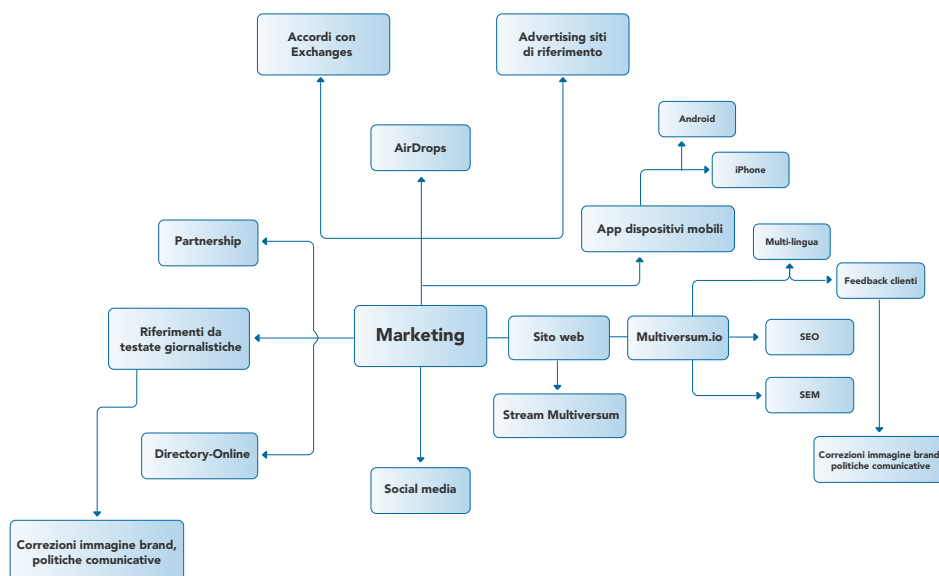 Accordi con
Exchanges
Advertising siti
di riferimento
Android
AirDrops
iPhone
App dispositivi mobili
Partnership
Multi-lingua
Feedback clienti
Riferimenti da
testate giornalistiche
Marketing
Sito web
Multiversum.io
SEO
SEM
Stream Multiversum
Directory-Online
Correzioni immagine brand,
politiche comunicative
Social media
Correzioni immagine brand,
politiche comunicative